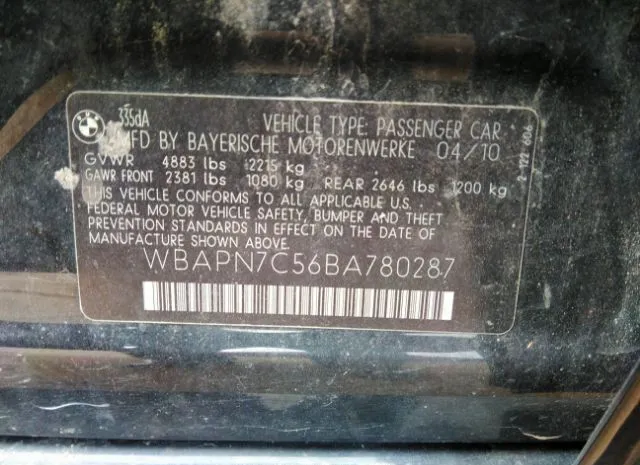 335dA
VEHICLE TYPE: PASSENGER CAR
MFD BY BAYERISCHE MOTORENWERKE 04/10
GVWR 4883 lbs 2215 kg
GAWR FRONT 2381 lbs 1080 kg REAR 2646 lbs 1200 kg
THIS VEHICLE CONFORMS TO ALL APPLICABLE U.S.
FEDERAL MOTOR VEHICLE SAFETY, BUMPER AND THEFT
PREVENTION STANDARDS IN EFFECT ON THE DATE OF
MANUFACTURE SHOWN ABOVE.
WBAPN7C56BA780287
BMW